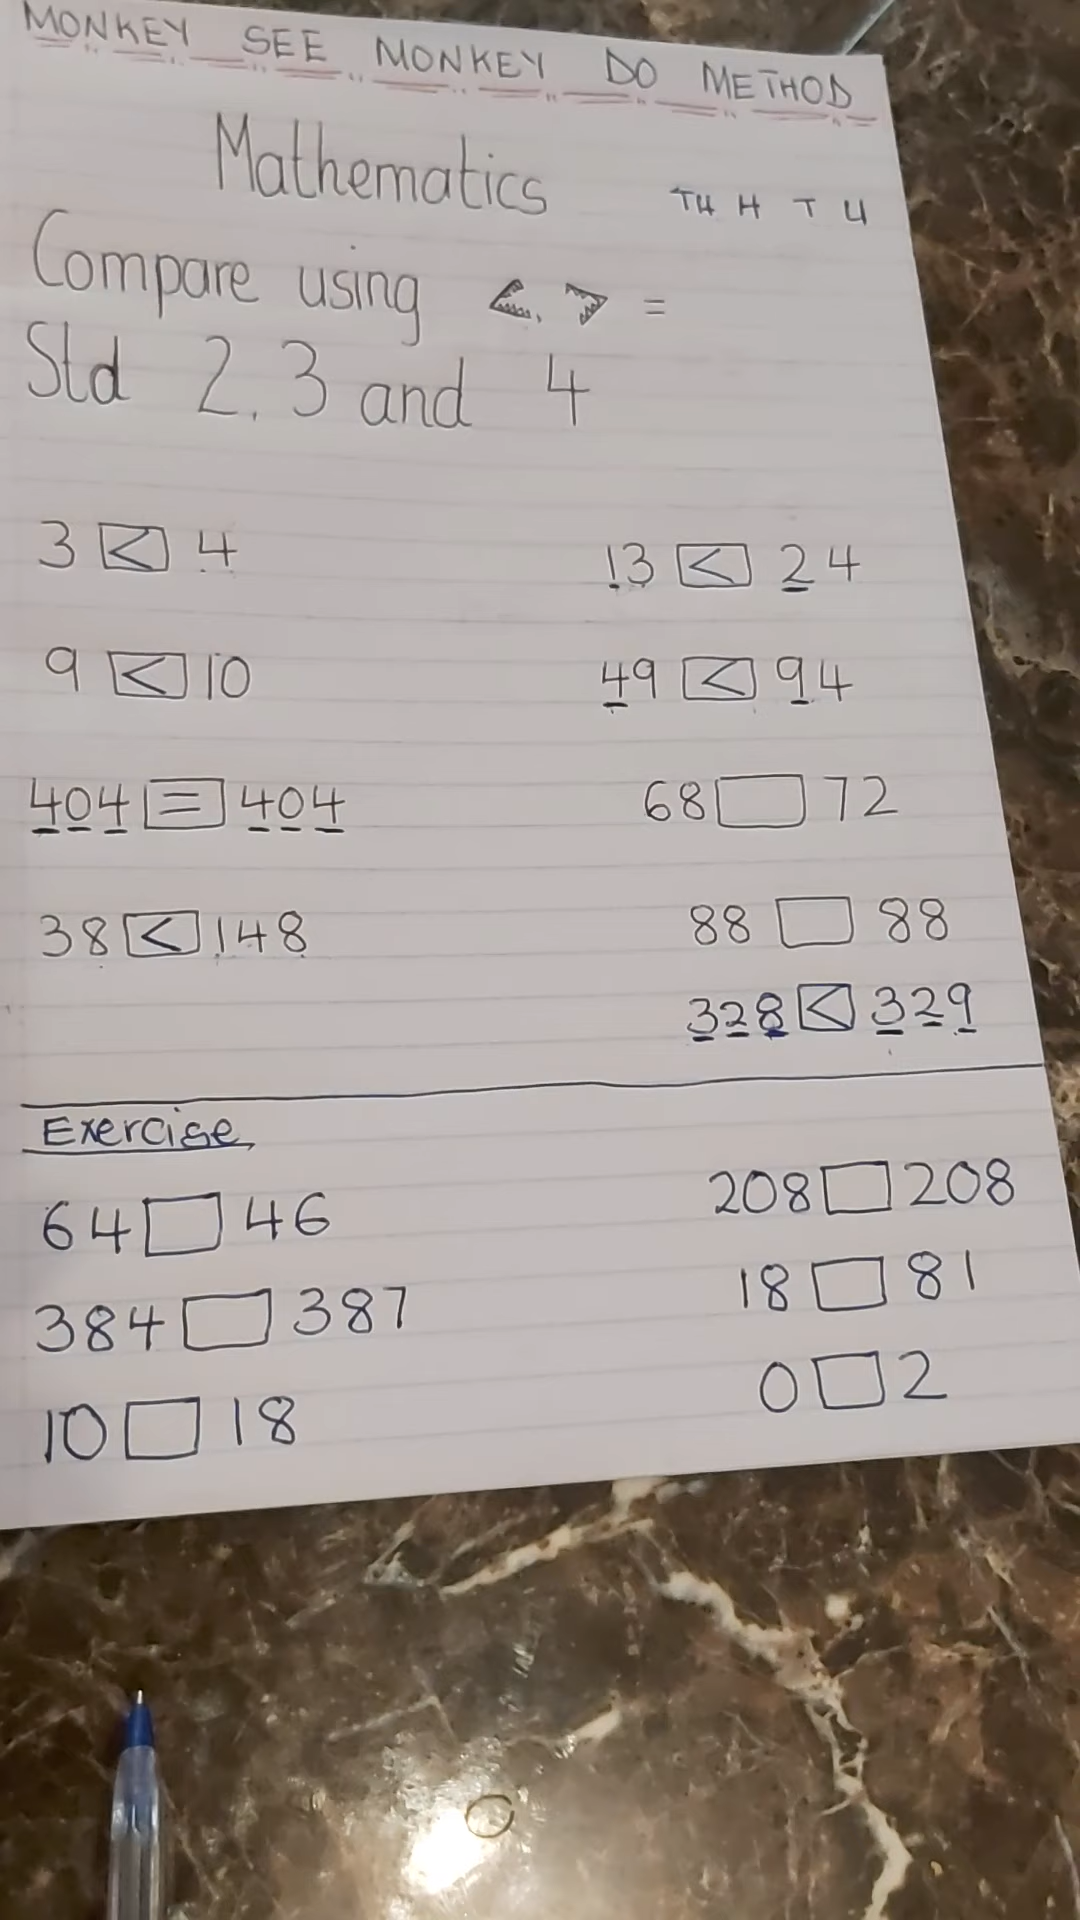 MONKEY SEE MONKEY DO METHOD
Mathematics
TH H T U
Compare using <, > =
Std 2, 3 and 4
3 < 4
13 < 24
9 < 10
49 < 94
404 = 404
68 72
38 < 148
88 88
328 < 329
Exercise
64 46
208 208
384 387
18 81
10 18
0 2